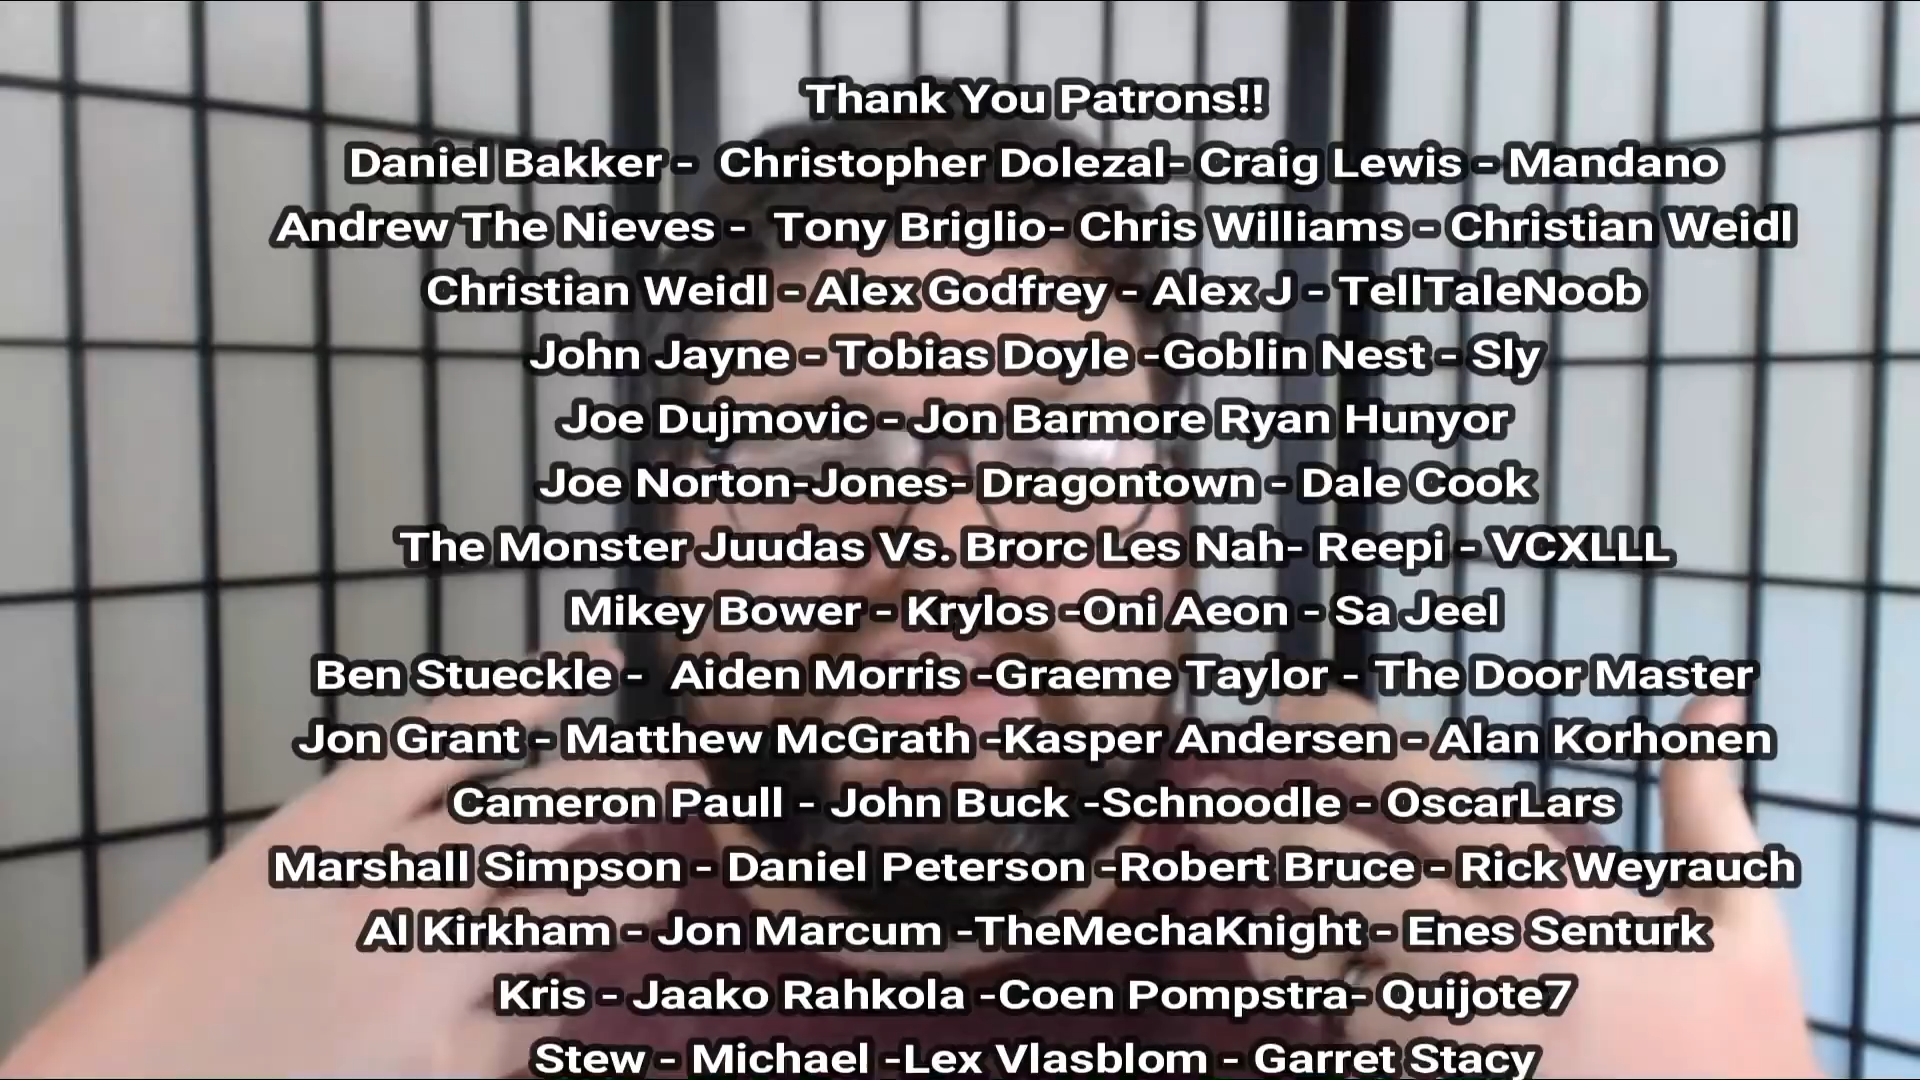 Thank You Patrons!!
Daniel Bakker -  Christopher Dolezal- Craig Lewis - Mandano
Andrew The Nieves -  Tony Briglio- Chris Williams - Christian Weidl
Christian Weidl - Alex Godfrey - Alex J - TellTaleNoob
John Jayne - Tobias Doyle -Goblin Nest - Sly
Joe Dujmovic - Jon Barmore Ryan Hunyor
Joe Norton-Jones- Dragontown - Dale Cook
The Monster Juudas Vs. Brorc Les Nah- Reepi - VCXLLL
Mikey Bower - Krylos -Oni Aeon - Sa Jeel
Ben Stueckle -  Aiden Morris -Graeme Taylor - The Door Master
Jon Grant - Matthew McGrath -Kasper Andersen - Alan Korhonen
Cameron Paull - John Buck -Schnoodle - OscarLars
Marshall Simpson - Daniel Peterson -Robert Bruce - Rick Weyrauch
Al Kirkham - Jon Marcum -TheMechaKnight - Enes Senturk
Kris - Jaako Rahkola -Coen Pompstra- Quijote7
Stew - Michael -Lex Vlasblom - Garret Stacy